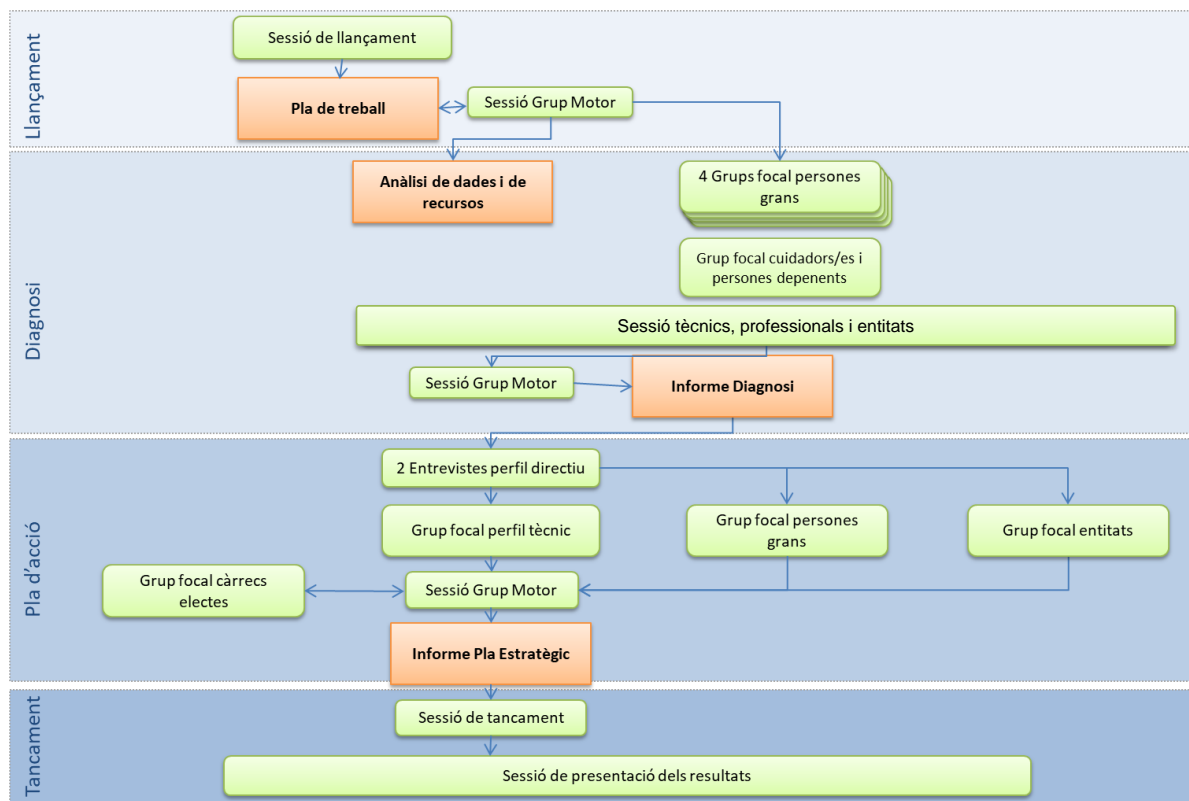 Llançament
Sessió de llançament
Pla de treball
Sessió Grup Motor
Diagnosi
Anàlisi de dades i de
recursos
4 Grups focal persones
grans
Grup focal cuidadors/es i
persones depenents
Sessió tècnics, professionals i entitats
Sessió Grup Motor
Informe Diagnosi
Pla d'acció
2 Entrevistes perfil directiu
Grup focal perfil tècnic
Grup focal persones
grans
Grup focal entitats
Grup focal càrrecs
electes
Sessió Grup Motor
Informe Pla Estratègic
Tancament
Sessió de tancament
Sessió de presentació dels resultats